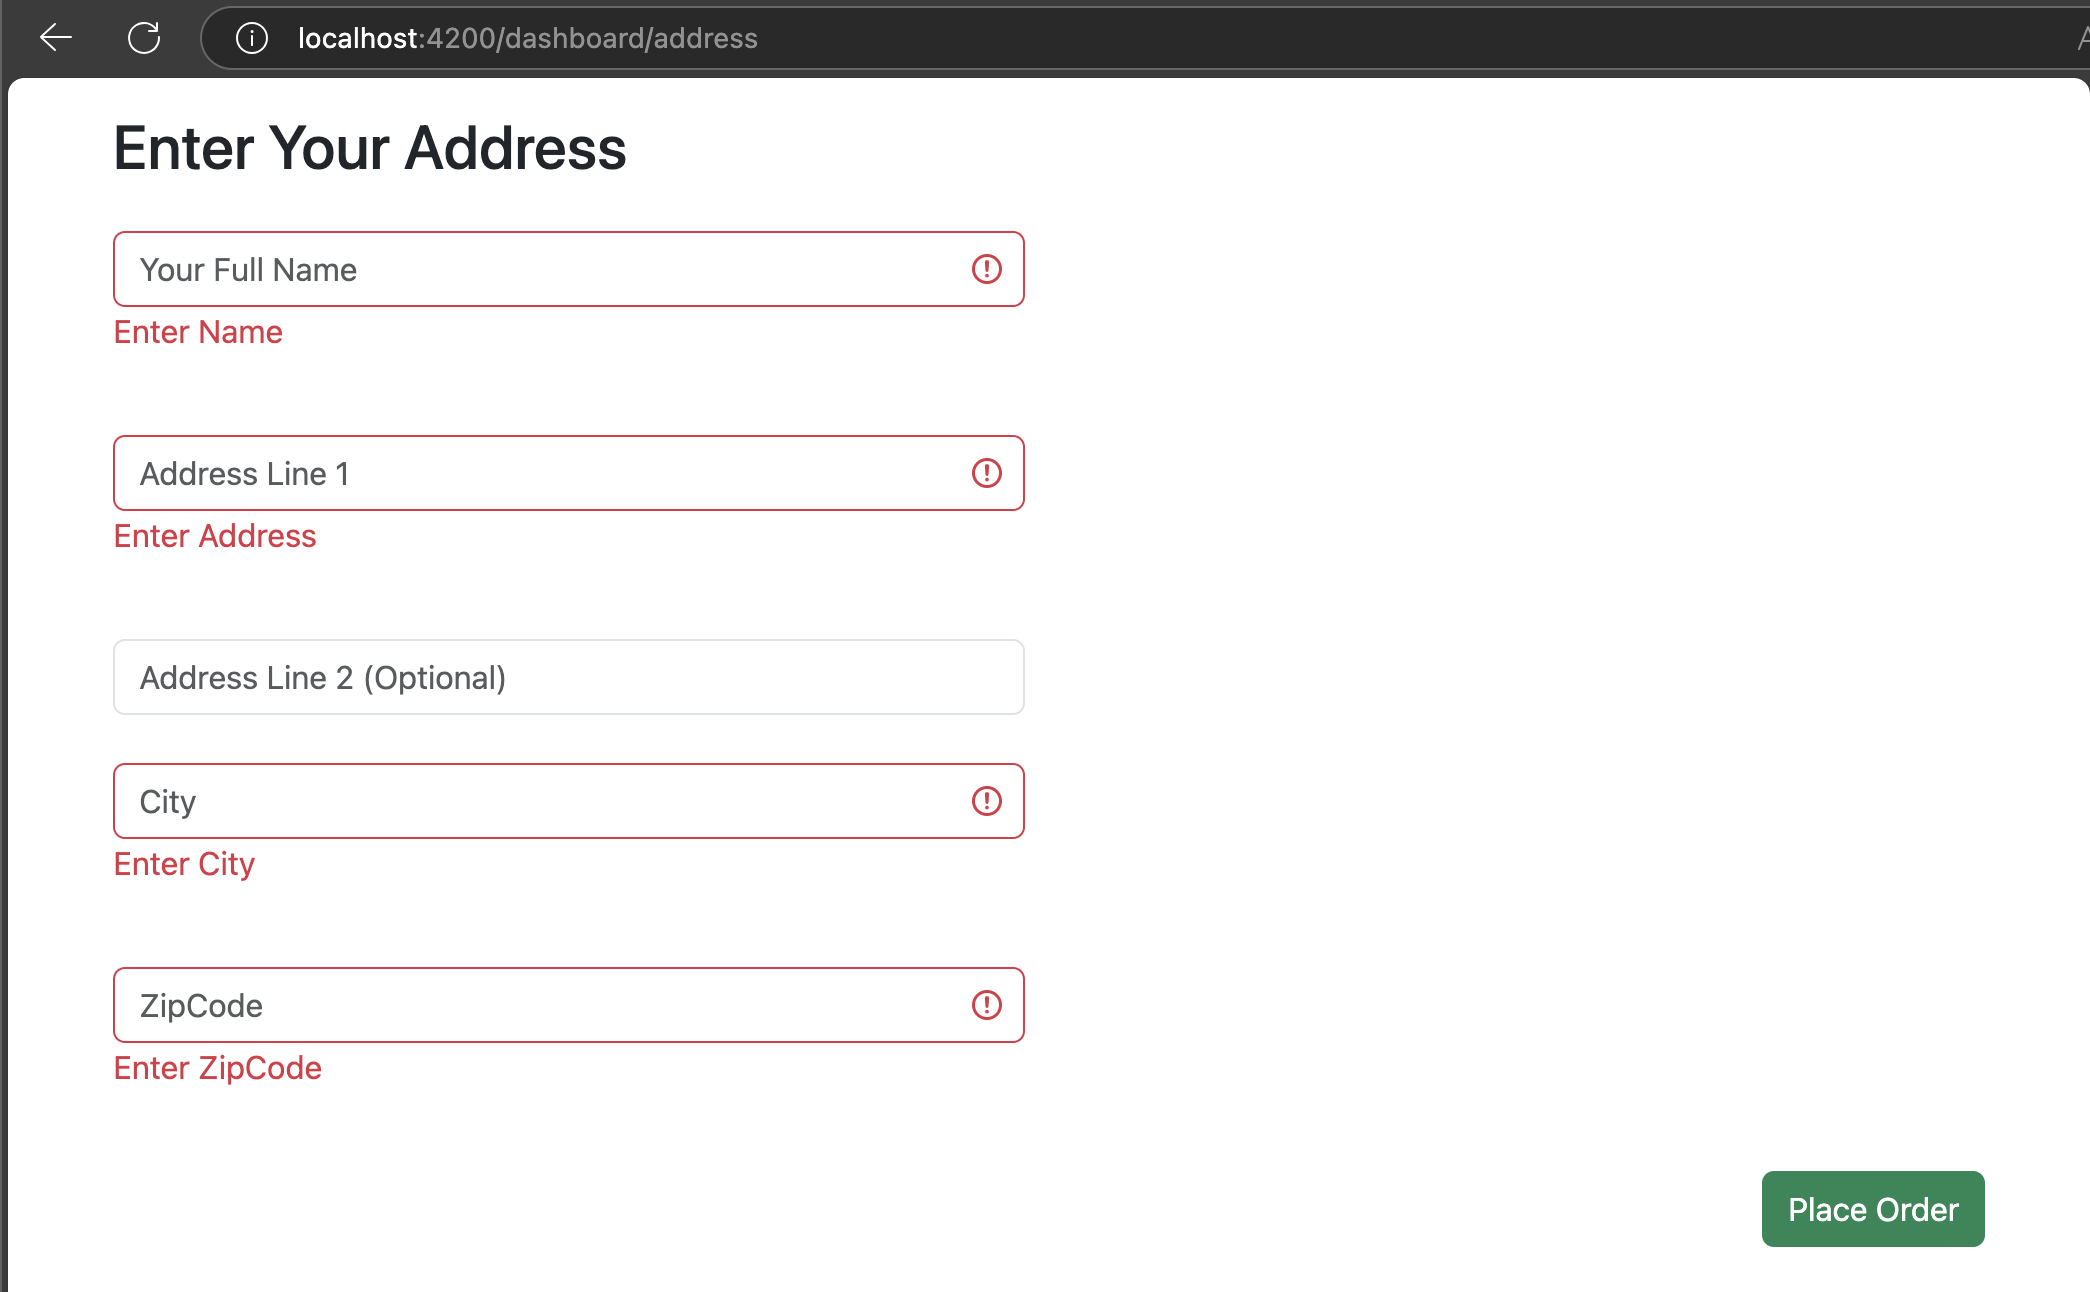 localhost:4200/dashboard/address
Enter Your Address
Your Full Name
Enter Name
Address Line 1
Enter Address
Address Line 2 (Optional)
City
Enter City
ZipCode
Enter ZipCode
Place Order